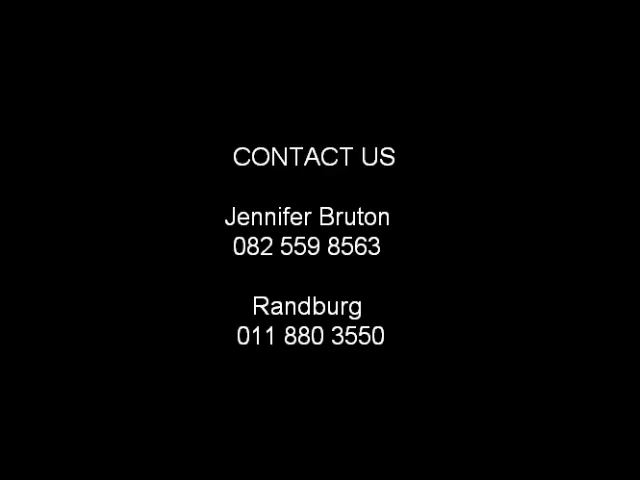 CONTACT US
Jennifer Bruton
082 559 8563
Randburg
011 880 3550